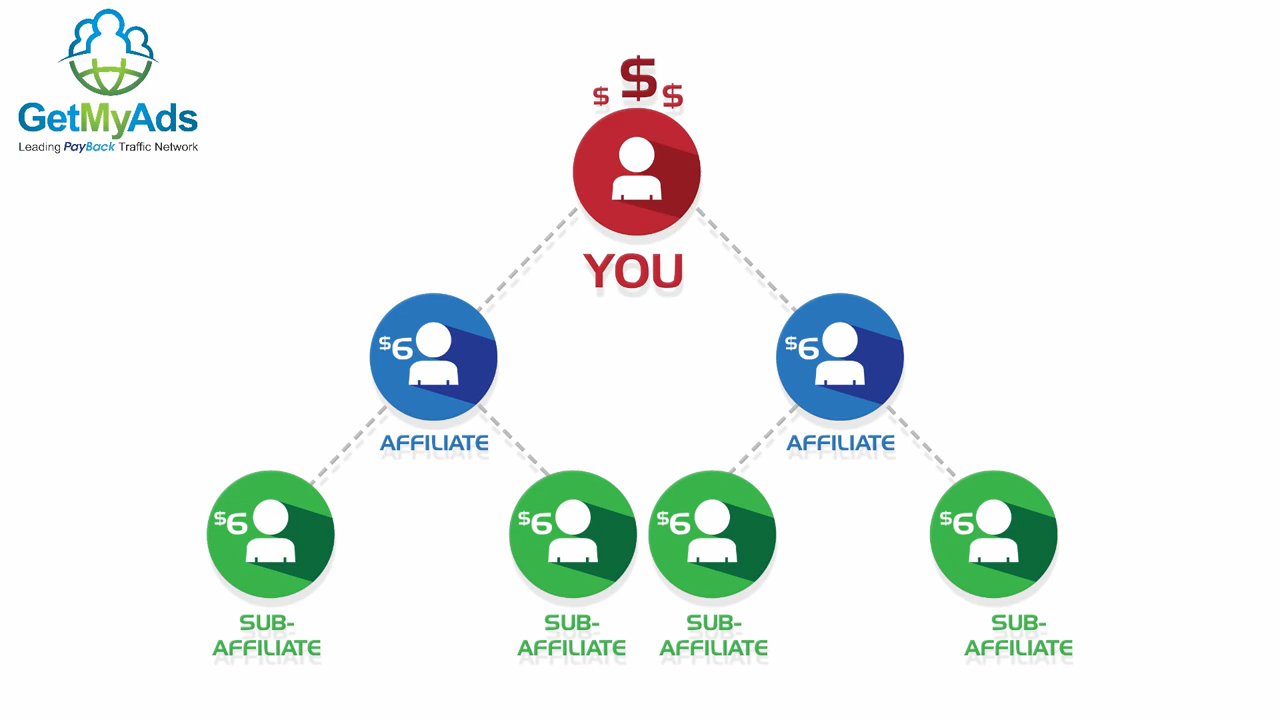 GetMyAds
Leading PayBack Traffic Network
$ $ $
YOU
$6
$6
AFFILIATE
AFFILIATE
$6
$6
$6
$6
SUB-
AFFILIATE
SUB-
AFFILIATE
SUB-
AFFILIATE
SUB-
AFFILIATE